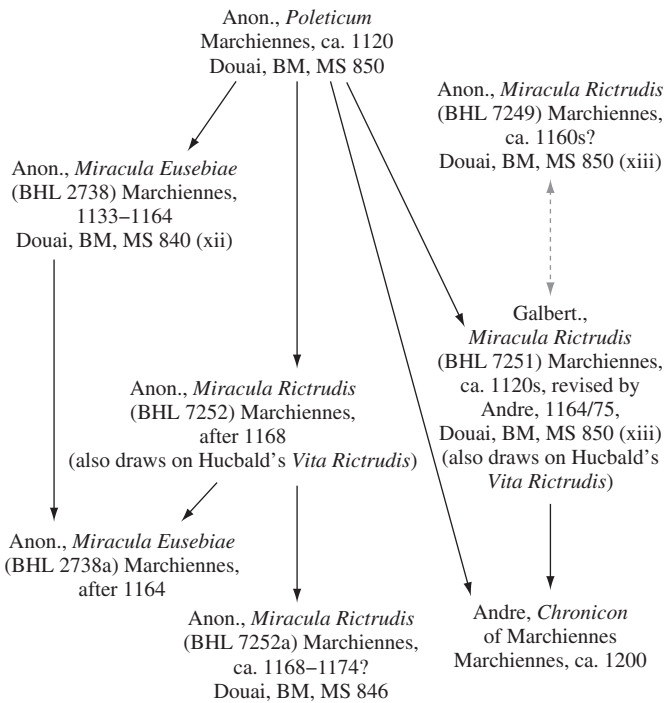 Anon., Poleticum
Marchiennes, ca. 1120
Douai, BM, MS 850
Anon., Miracula Rictrudis
(BHL 7249) Marchiennes,
ca. 1160s?
Douai, BM, MS 850 (xiii)
Anon., Miracula Eusebiae
(BHL 2738) Marchiennes,
1133–1164
Douai, BM, MS 840 (xii)
Galbert.,
Miracula Rictrudis
(BHL 7251) Marchiennes,
ca. 1120s, revised by
Andre, 1164/75,
Douai, BM, MS 850 (xiii)
(also draws on Hucbald's
Vita Rictrudis)
Anon., Miracula Rictrudis
(BHL 7252) Marchiennes,
after 1168
(also draws on Hucbald's Vita Rictrudis)
Anon., Miracula Eusebiae
(BHL 2738a) Marchiennes,
after 1164
Anon., Miracula Rictrudis
(BHL 7252a) Marchiennes,
ca. 1168–1174?
Douai, BM, MS 846
Andre, Chronicon
of Marchiennes
Marchiennes, ca. 1200